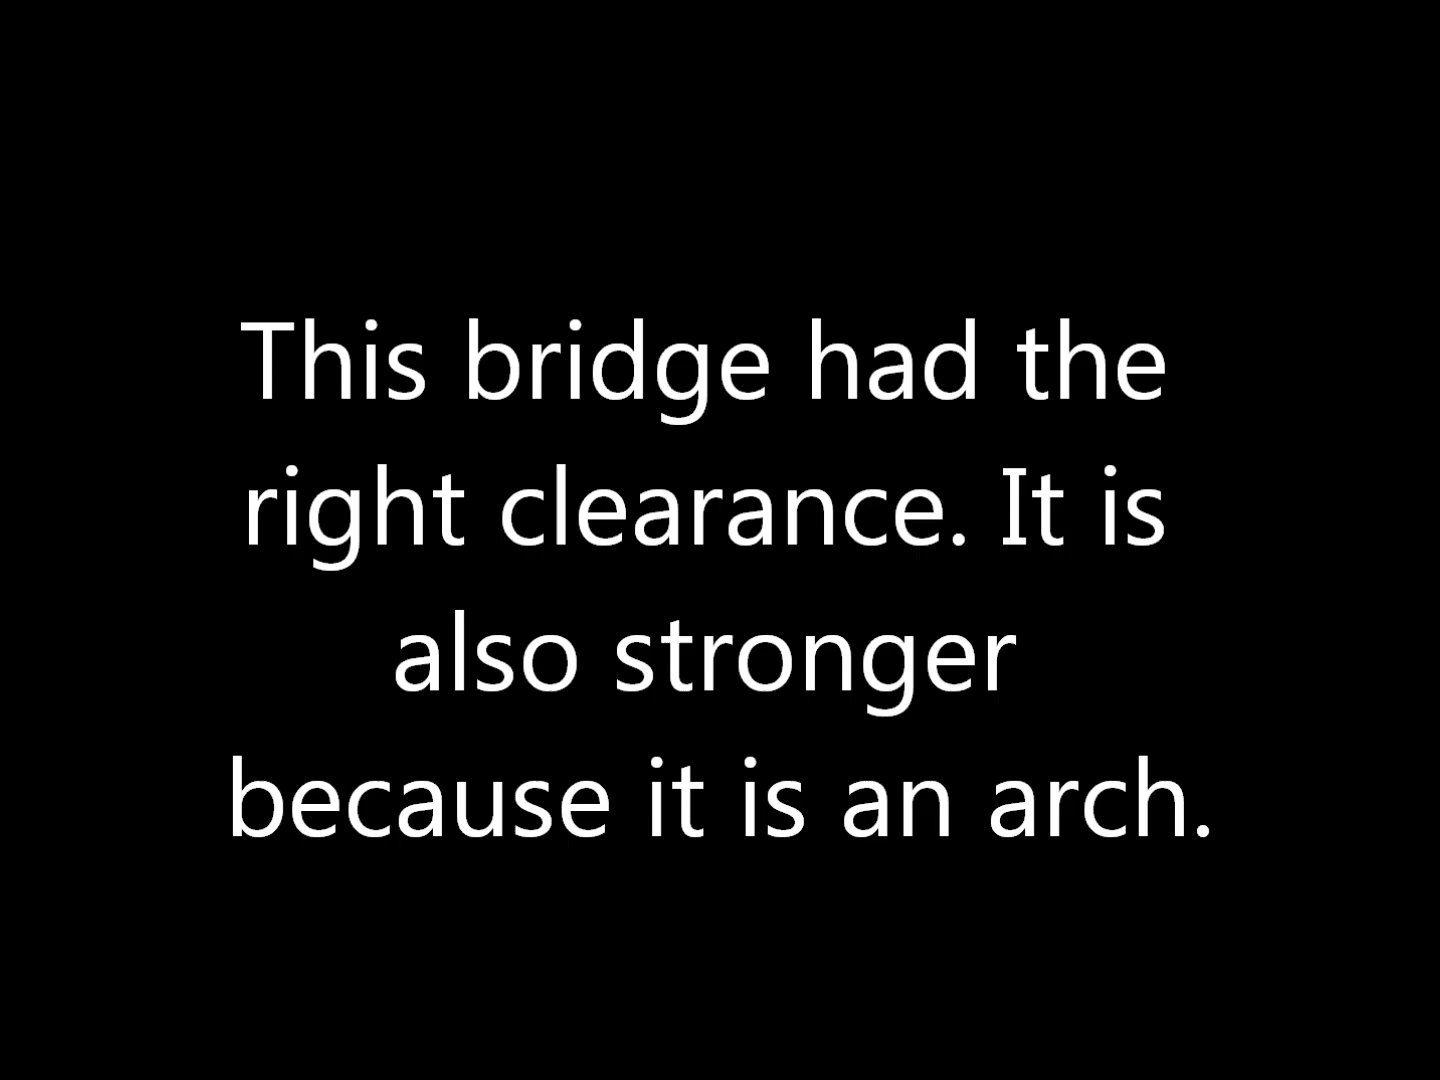 This bridge had the
right clearance. It is
also stronger
because it is an arch.